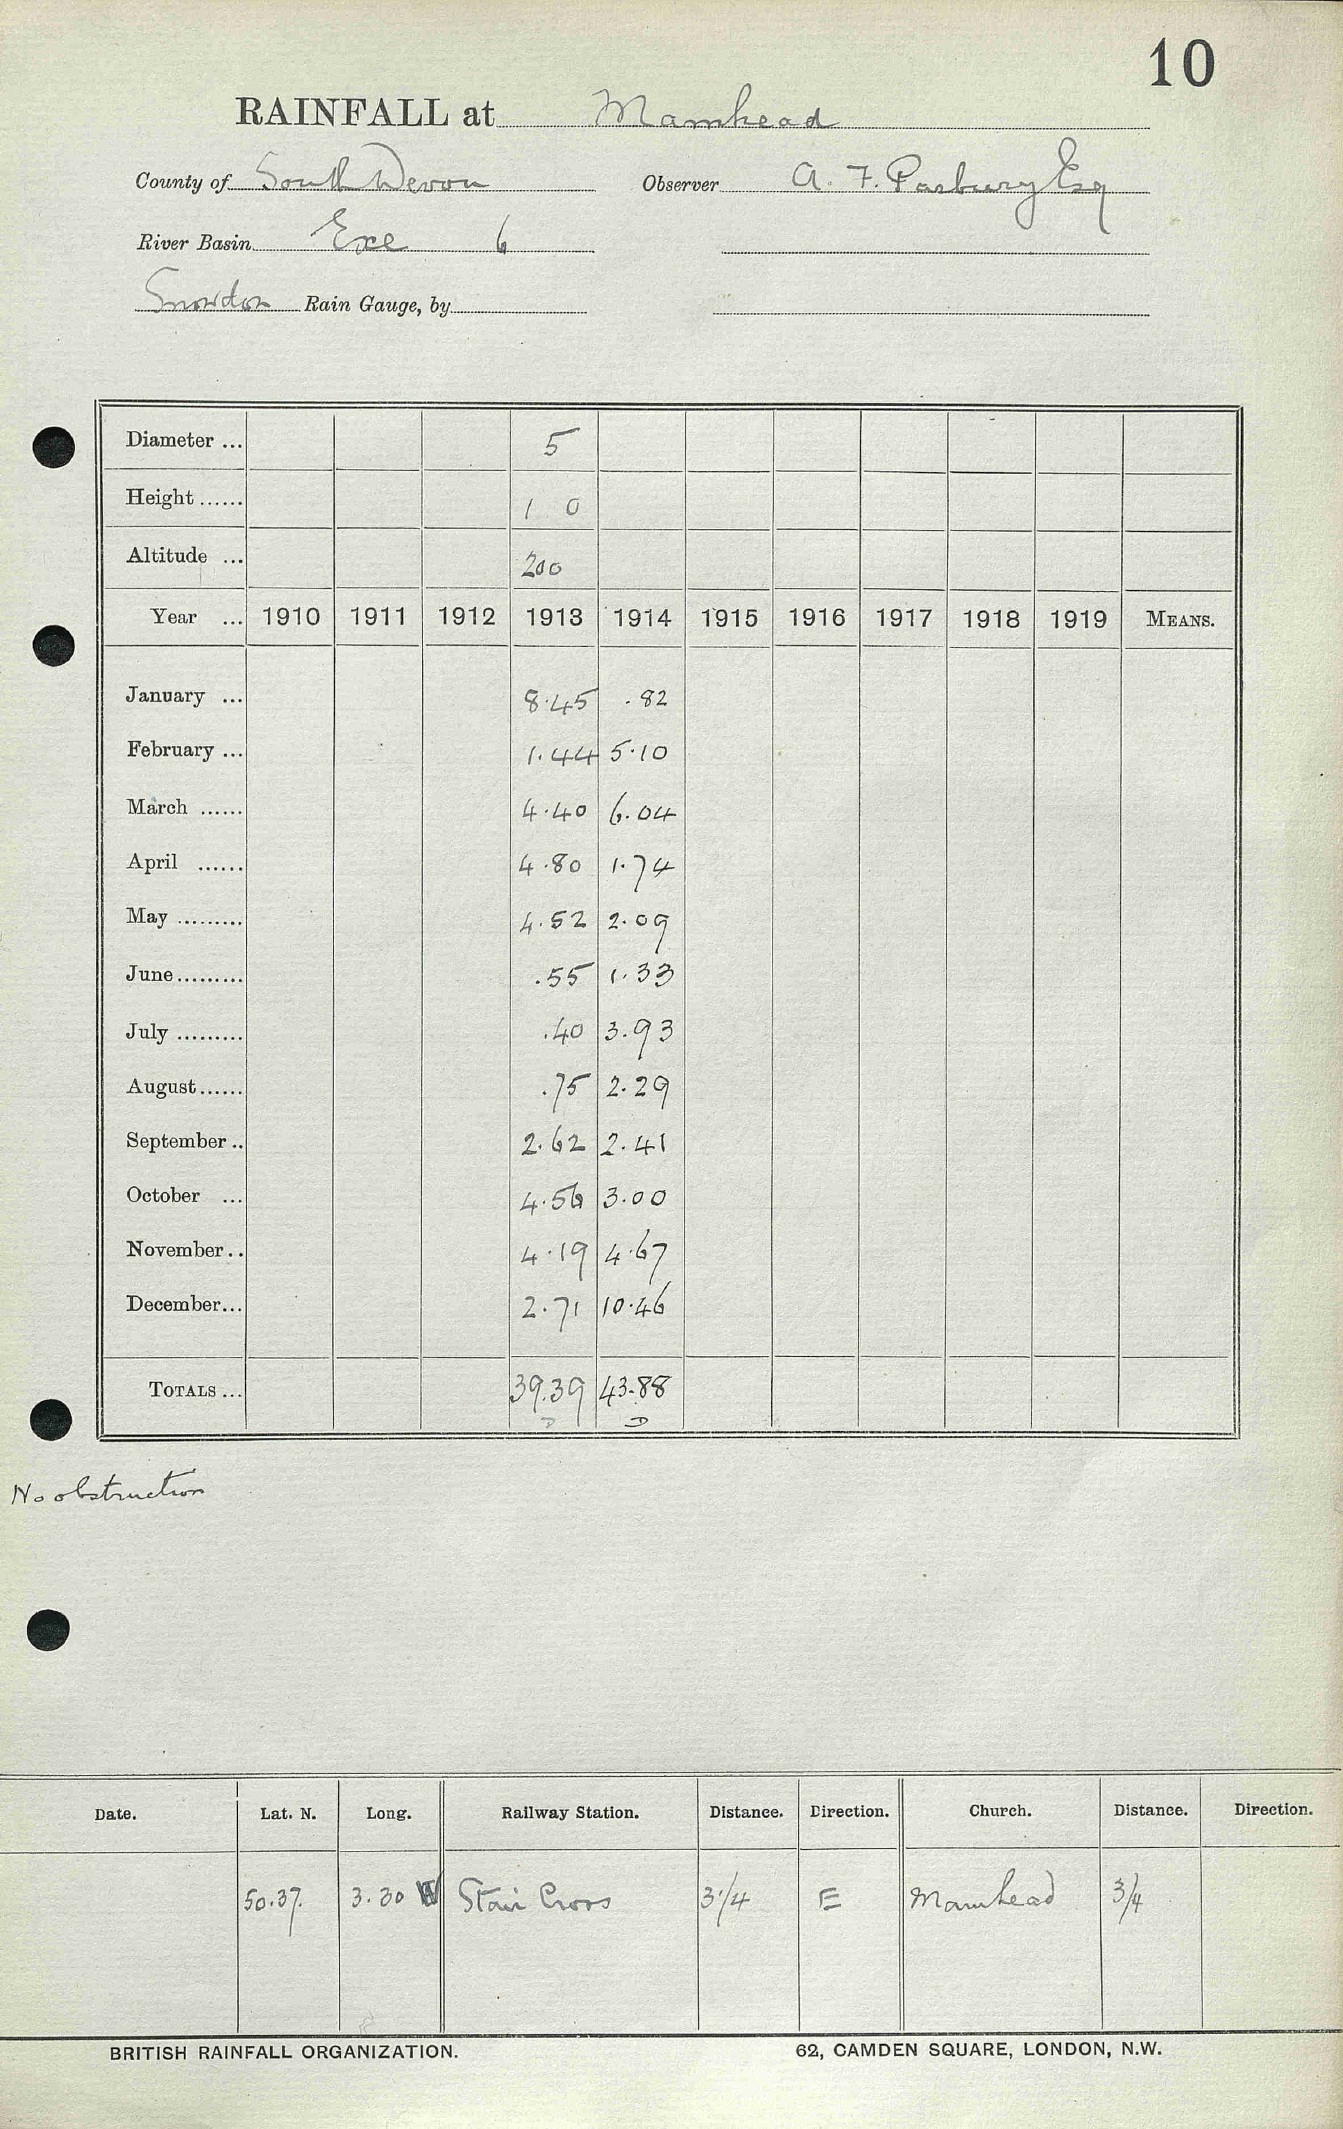 10
RAINFALL at Mamhead
County of South Devon Observer A. F. Parbury Esq
River Basin Exe 6
Snowdon Rain Gauge, by
Diameter ... 5
Height ...... 1 0
Altitude ... 200
Year ... 1910 1911 1912 1913 1914 1915 1916 1917 1918 1919 MEANS.
January ... 8.45 .82
February ... 1.44 5.10
March ...... 4.40 6.04
April ...... 4.80 1.74
May ......... 4.52 2.09
June ......... .55 1.33
July ......... .40 3.93
August ...... .75 2.29
September .. 2.62 2.41
October ... 4.56 3.00
November .. 4.19 4.67
December ... 2.71 10.46
TOTALS ... 39.39 43.88
D D
No obstruction
Date. Lat. N. Long. Railway Station. Distance. Direction. Church. Distance. Direction.
50.37. 3.30 W Star Cross 3 1/4 E Mamhead 3/4
BRITISH RAINFALL ORGANIZATION. 62, CAMDEN SQUARE, LONDON, N.W.